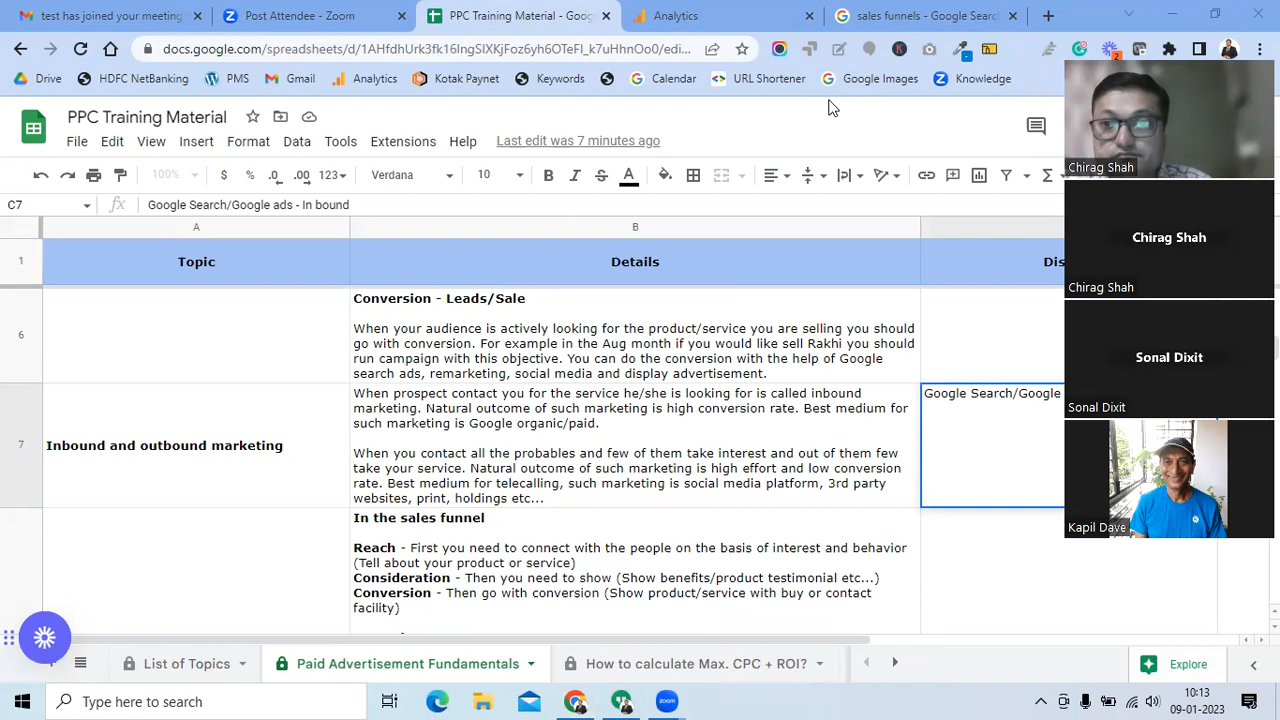 test has joined your meeting
Post Attendee - Zoom
PPC Training Material - Goog
Analytics
sales funnels - Google Search
docs.google.com/spreadsheets/d/1AHfdhUrk3fk16IngSlXKjFoz6yh6OTeFl_k7uHhnOo0/edi...
2
Drive
HDFC NetBanking
PMS
Gmail
Analytics
Kotak Paynet
Keywords
Calendar
URL Shortener
Google Images
Knowledge
PPC Training Material
File Edit View Insert Format Data Tools Extensions Help Last edit was 7 minutes ago
100% $ % .0 .00 123 Verdana 10 B I S A
C7 fx Google Search/Google ads - In bound
A B
1 Topic Details Dis
6
Conversion - Leads/Sale
When your audience is actively looking for the product/service you are selling you should
go with conversion. For example in the Aug month if you would like sell Rakhi you should
run campaign with this objective. You can do the conversion with the help of Google
search ads, remarketing, social media and display advertisement.
7
Inbound and outbound marketing
When prospect contact you for the service he/she is looking for is called inbound
marketing. Natural outcome of such marketing is high conversion rate. Best medium for
such marketing is Google organic/paid.
When you contact all the probables and few of them take interest and out of them few
take your service. Natural outcome of such marketing is high effort and low conversion
rate. Best medium for telecalling, such marketing is social media platform, 3rd party
websites, print, holdings etc...
Google Search/Google
In the sales funnel
Reach - First you need to connect with the people on the basis of interest and behavior
(Tell about your product or service)
Consideration - Then you need to show (Show benefits/product testimonial etc...)
Conversion - Then go with conversion (Show product/service with buy or contact
facility)
Chirag Shah
Chirag Shah
Chirag Shah
Sonal Dixit
Sonal Dixit
Kapil Dave
List of Topics
Paid Advertisement Fundamentals
How to calculate Max. CPC + ROI?
Explore
Type here to search
10:13
09-01-2023